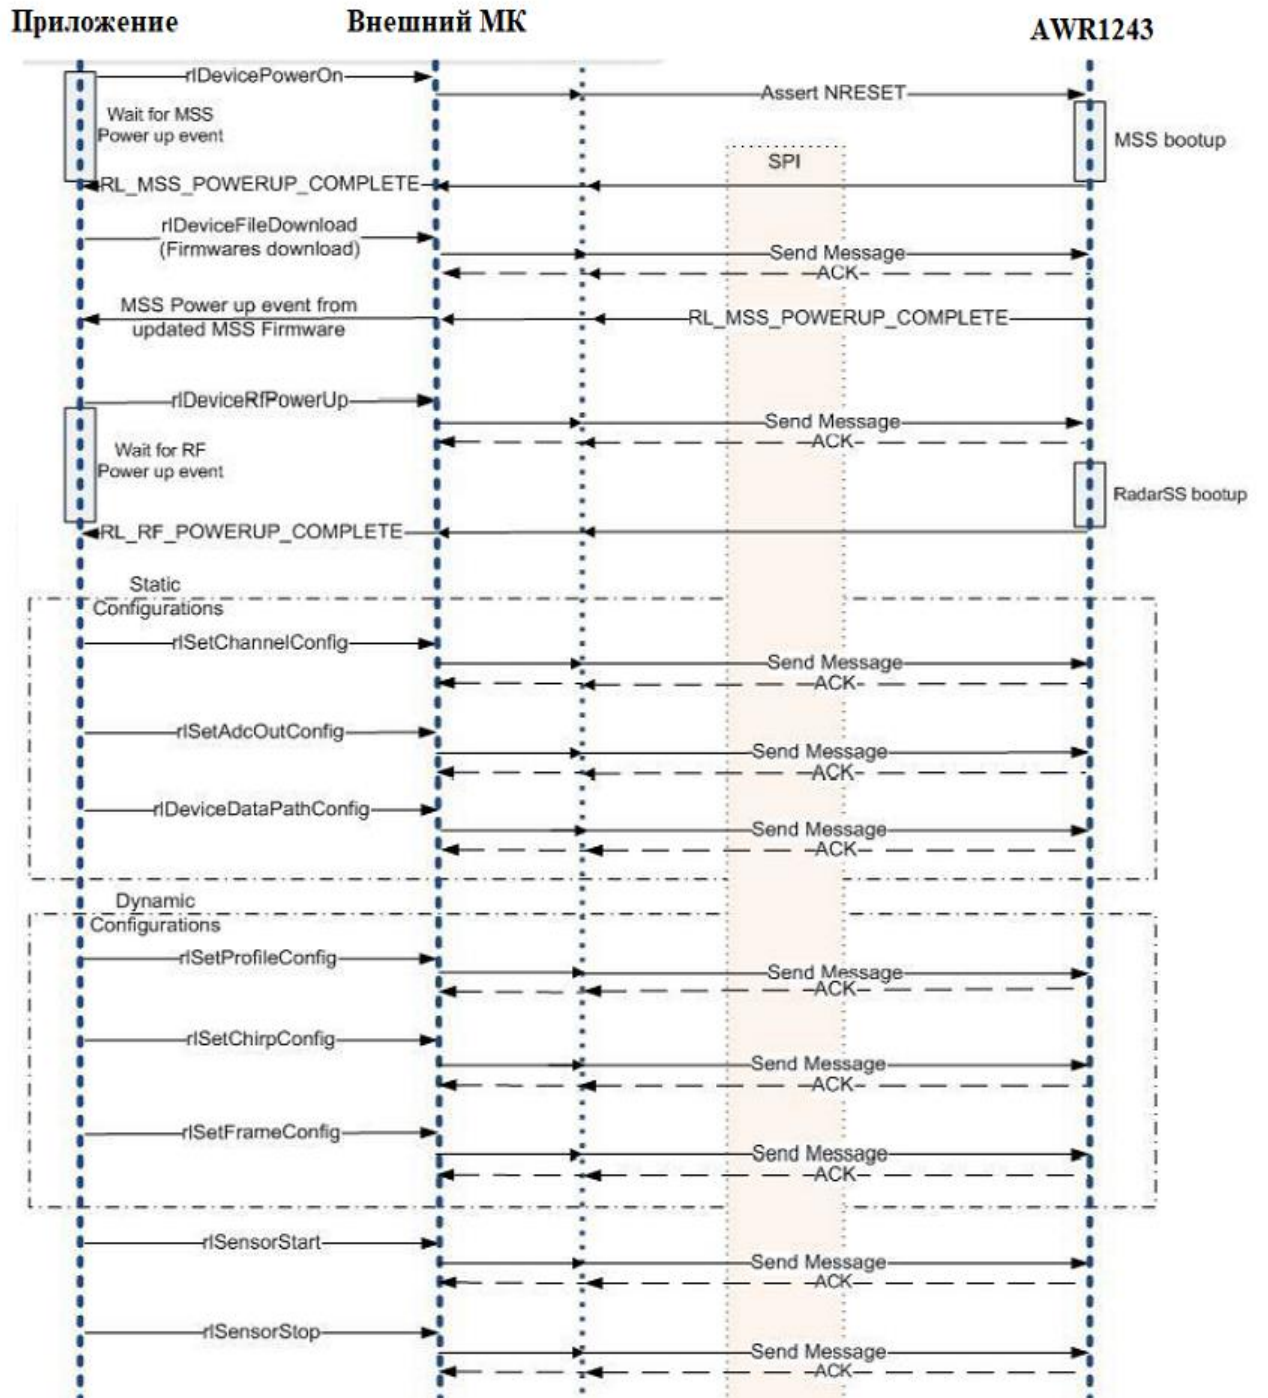 Приложение
Внешний МК
AWR1243
rlDevicePowerOn
Assert NRESET
Wait for MSS
Power up event
MSS bootup
SPI
RL_MSS_POWERUP_COMPLETE
rlDeviceFileDownload
(Firmwares download)
Send Message
ACK
MSS Power up event from
updated MSS Firmware
RL_MSS_POWERUP_COMPLETE
rlDeviceRfPowerUp
Send Message
ACK
Wait for RF
Power up event
RadarSS bootup
RL_RF_POWERUP_COMPLETE
Static
Configurations
rlSetChannelConfig
Send Message
ACK
rlSetAdcOutConfig
Send Message
ACK
rlDeviceDataPathConfig
Send Message
ACK
Dynamic
Configurations
rlSetProfileConfig
Send Message
ACK
rlSetChirpConfig
Send Message
ACK
rlSetFrameConfig
Send Message
ACK
rlSensorStart
Send Message
ACK
rlSensorStop
Send Message
ACK